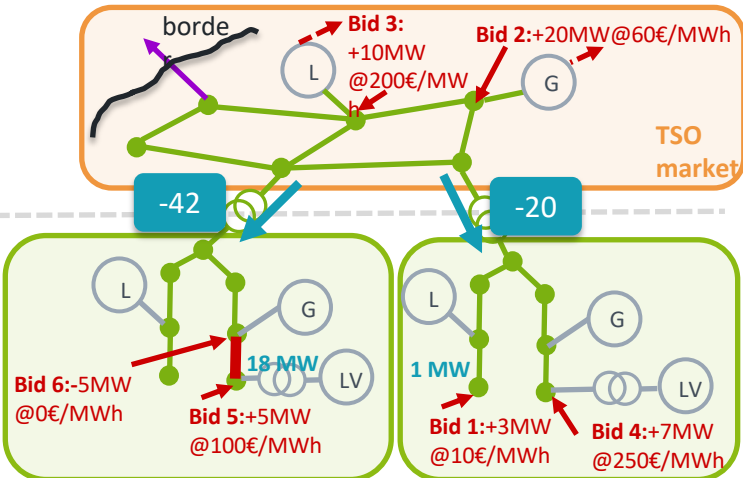 borde
r
Bid 3:
+10MW
@200€/MW
h
Bid 2:+20MW@60€/MWh
L
G
TSO
market
-42
-20
L
G
18 MW
LV
Bid 6:-5MW
@0€/MWh
Bid 5:+5MW
@100€/MWh
L
G
1 MW
LV
Bid 1:+3MW
@10€/MWh
Bid 4:+7MW
@250€/MWh